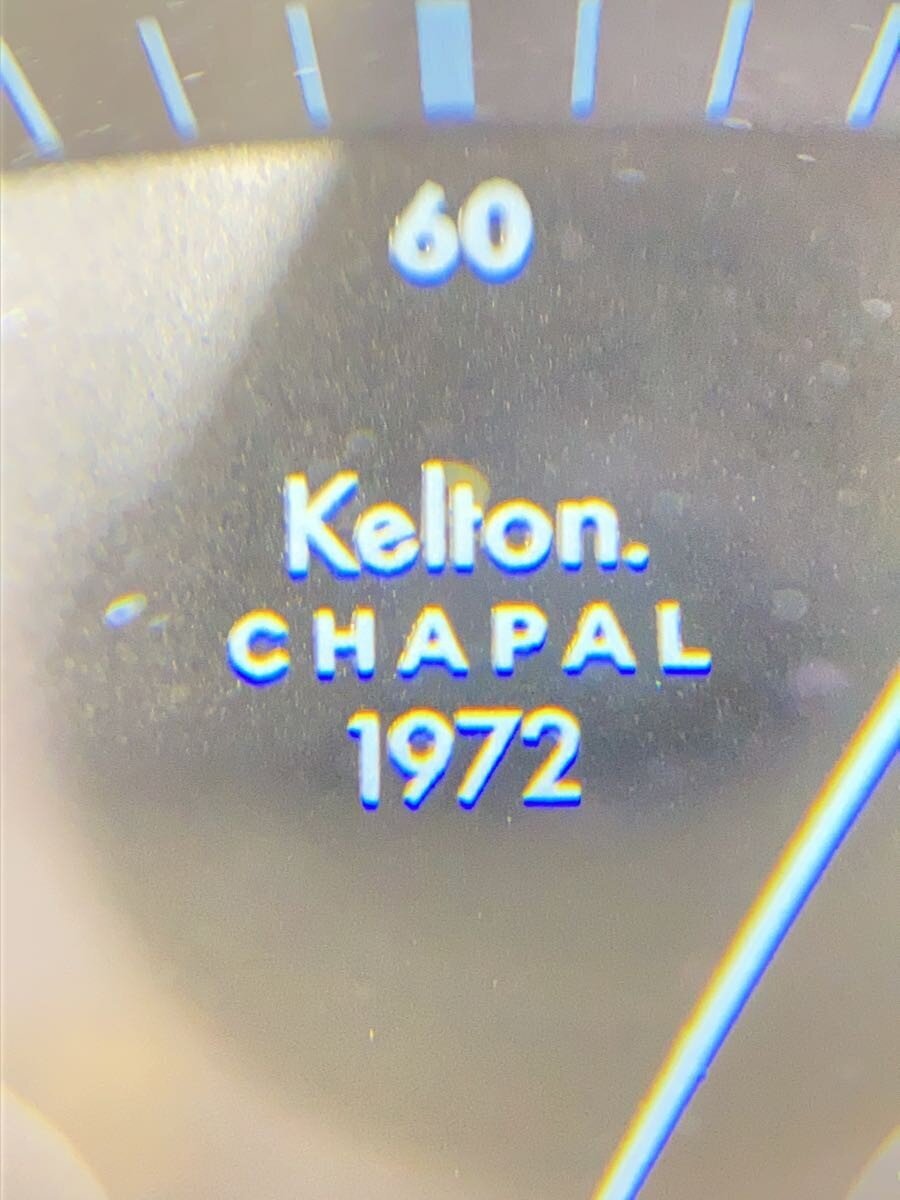 60
Kelton.
CHAPAL
1972